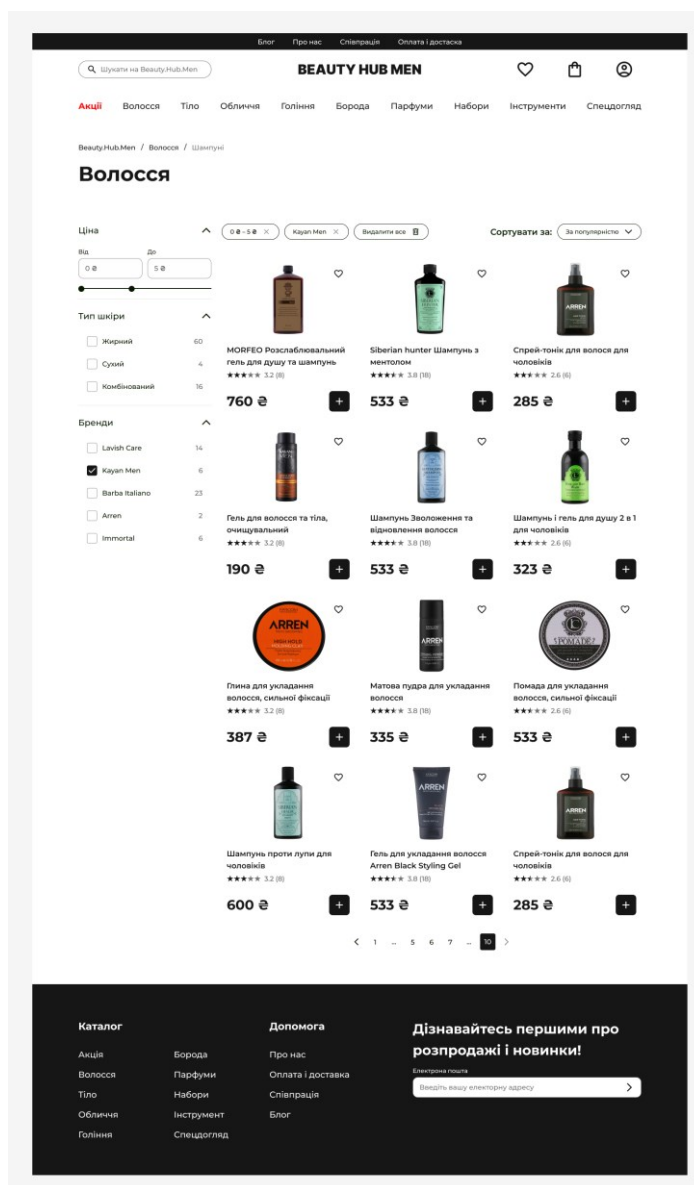 Блог Про нас Співпраця Оплата і достаска
Шукати на Beauty.Hub.Men
BEAUTY HUB MEN
Акції Волосся Тіло Обличчя Гоління Борода Парфуми Набори Інструменти Спецдогляд
Beauty.Hub.Men / Волосся / Шампуні
Волосся
Ціна
Від До
0 ₴ 5 ₴
Тип шкіри
Жирний 60
Сухий 4
Комбінований 16
Бренди
Lavish Care 14
Kayan Men 6
Barba Italiano 23
Arren 2
Immortal 6
0 ₴ - 5 ₴ Kayan Men Видалити все
Сортувати за: За популярністю
MORFEO Розслаблювальний
гель для душу та шампунь
3.2 (8)
760 ₴
Siberian hunter Шампунь з
ментолом
3.8 (18)
533 ₴
ARREN
Спрей-тонік для волося для
чоловіків
2.6 (6)
285 ₴
Гель для волосся та тіла,
очищувальний
3.2 (8)
190 ₴
Шампунь Зволоження та
відновлення волосся
3.8 (18)
533 ₴
Шампунь і гель для душу 2 в 1
для чоловіків
2.6 (6)
323 ₴
ARREN
HIGH HOLD
Глина для укладання
волосся, сильної фіксації
3.2 (8)
387 ₴
ARREN
Матова пудра для укладання
волосся
3.8 (18)
335 ₴
POMADE
Помада для укладання
волосся, сильної фіксації
2.6 (6)
533 ₴
Шампунь проти лупи для
чоловіків
3.2 (8)
600 ₴
ARREN
Гель для укладання волосся
Arren Black Styling Gel
3.8 (18)
533 ₴
ARREN
Спрей-тонік для волося для
чоловіків
2.6 (6)
285 ₴
1 ... 5 6 7 ... 10
Каталог
Акція Борода
Волосся Парфуми
Тіло Набори
Обличчя Інструмент
Гоління Спецдогляд
Допомога
Про нас
Оплата і доставка
Співпрація
Блог
Дізнавайтесь першими про
розпродажі і новинки!
Електрона пошта
Введіть вашу електорну адресу